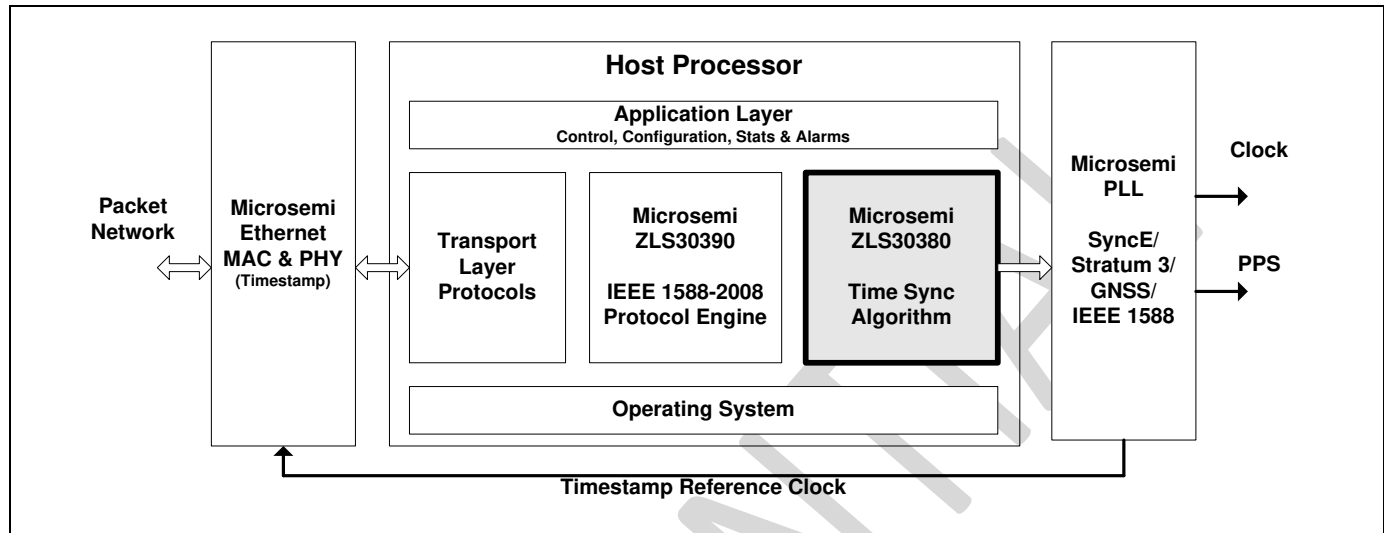 Host Processor
Application Layer
Control, Configuration, Stats & Alarms
Packet
Network
Microsemi
Ethernet
MAC & PHY
(Timestamp)
Transport
Layer
Protocols
Microsemi
ZLS30390
IEEE 1588-2008
Protocol Engine
Microsemi
ZLS30380
Time Sync
Algorithm
Operating System
Microsemi
PLL
SyncE/
Stratum 3/
GNSS/
IEEE 1588
Clock
PPS
Timestamp Reference Clock